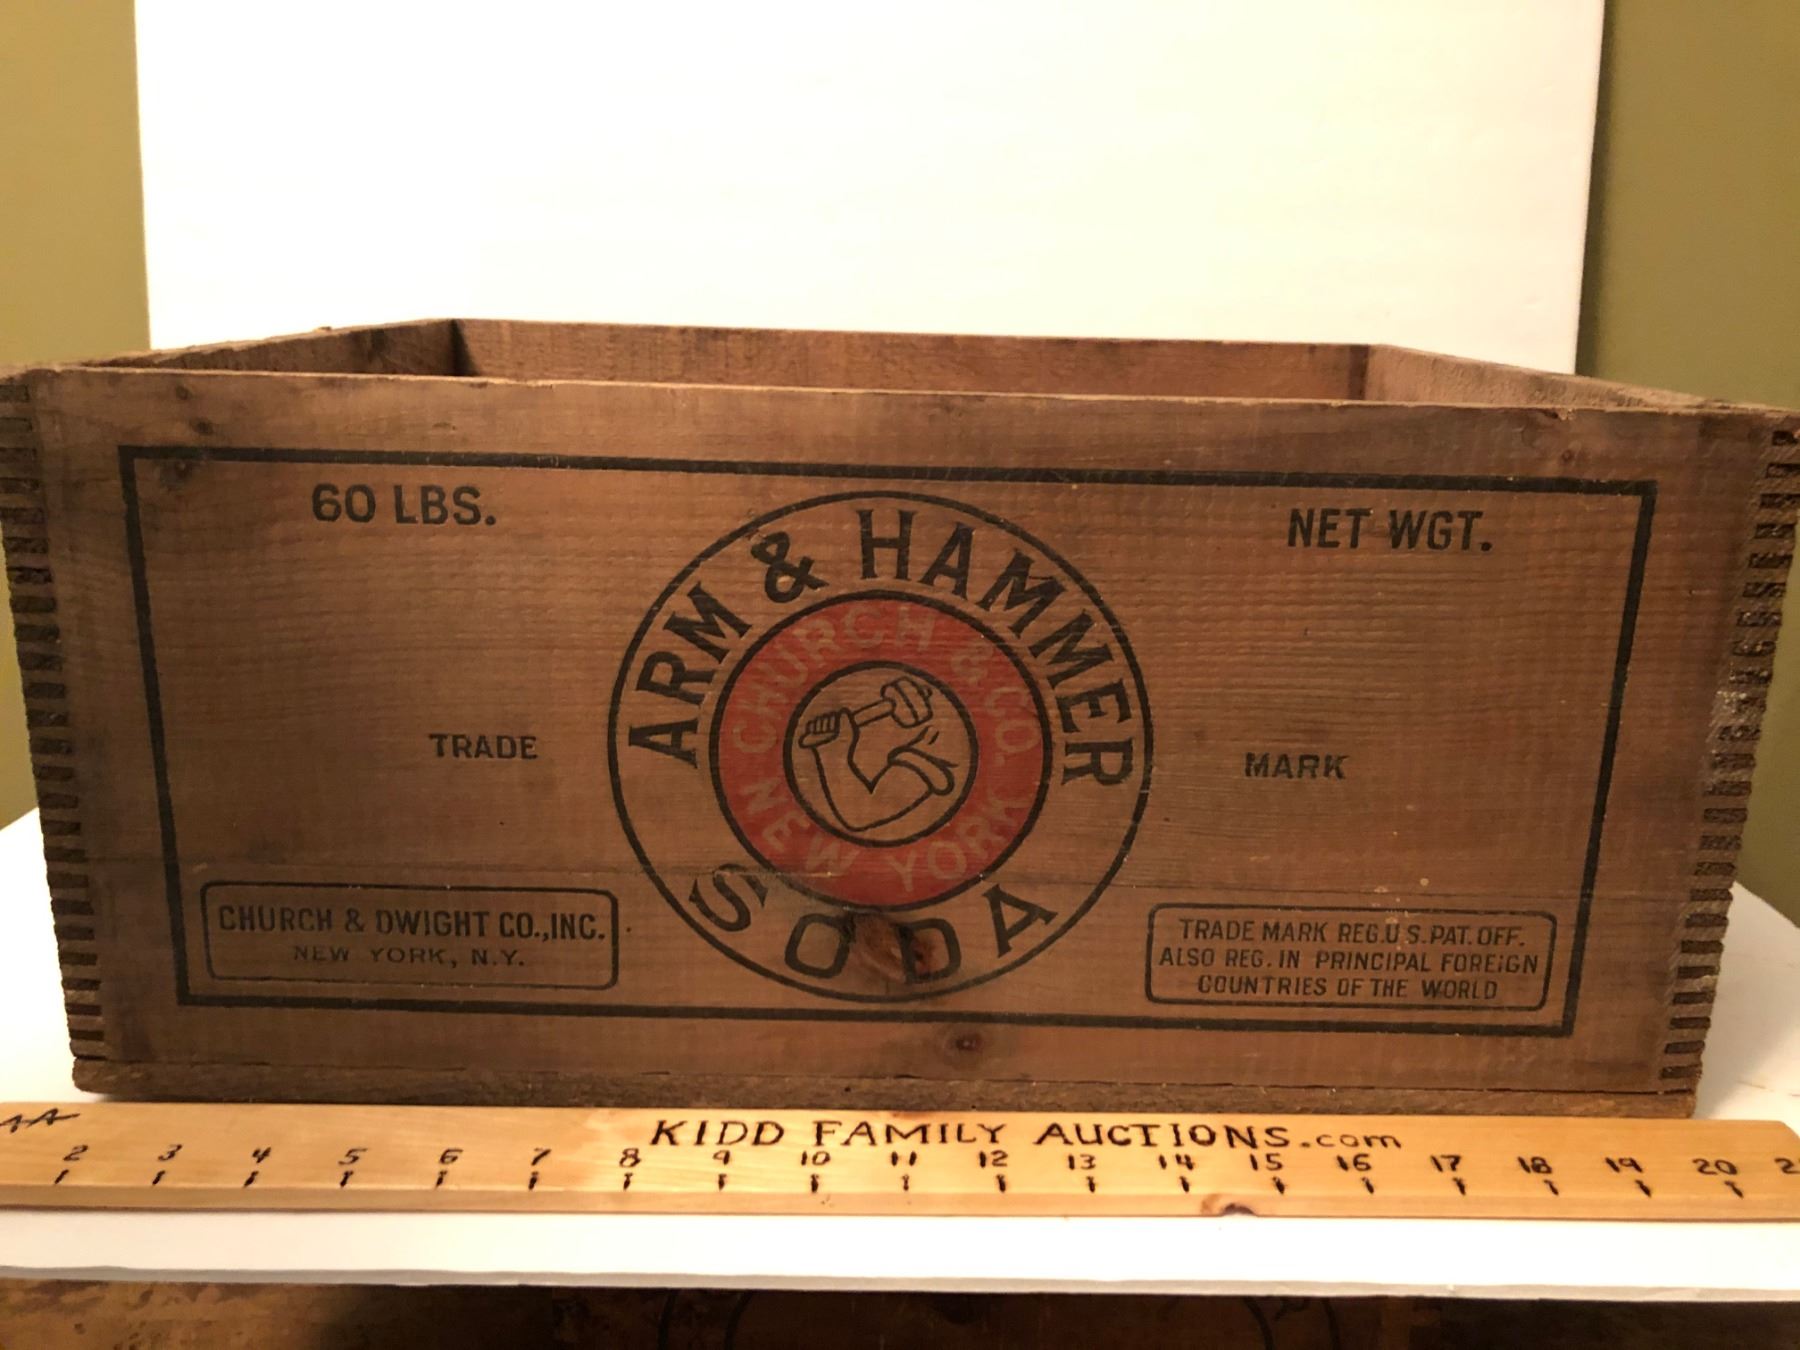 60 LBS.
NET WGT.
ARM & HAMMER
CHURCH & CO.
NEW YORK
SODA
TRADE
MARK
CHURCH & DWIGHT CO., INC.
NEW YORK, N.Y.
TRADE MARK REG.U.S.PAT.OFF.
ALSO REG. IN PRINCIPAL FOREIGN
COUNTRIES OF THE WORLD
KIDD FAMILY AUCTIONS.com
2 3 4 5 6 7 8 9 10 11 12 13 14 15 16 17 18 19 20